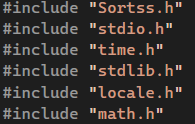 #include "Sortss.h"
#include "stdio.h"
#include "time.h"
#include "stdlib.h"
#include "locale.h"
#include "math.h"